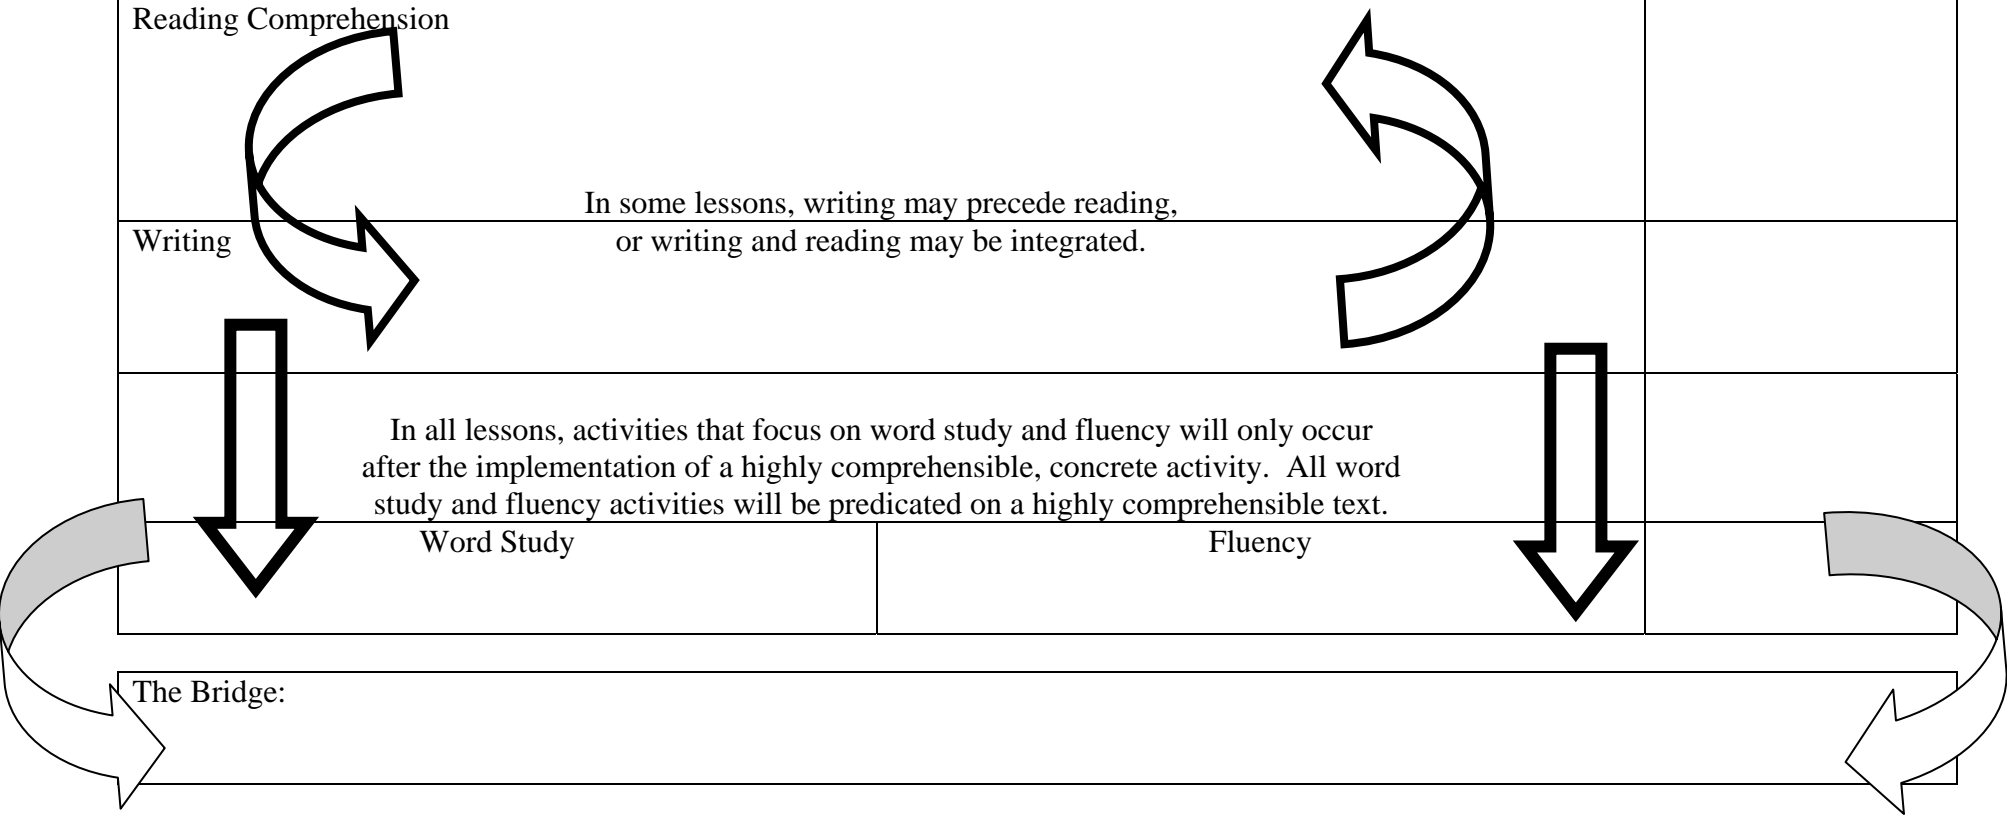 Reading Comprehension
In some lessons, writing may precede reading,
Writing
or writing and reading may be integrated.
In all lessons, activities that focus on word study and fluency will only occur
after the implementation of a highly comprehensible, concrete activity.  All word
study and fluency activities will be predicated on a highly comprehensible text.
Word Study
Fluency
The Bridge: